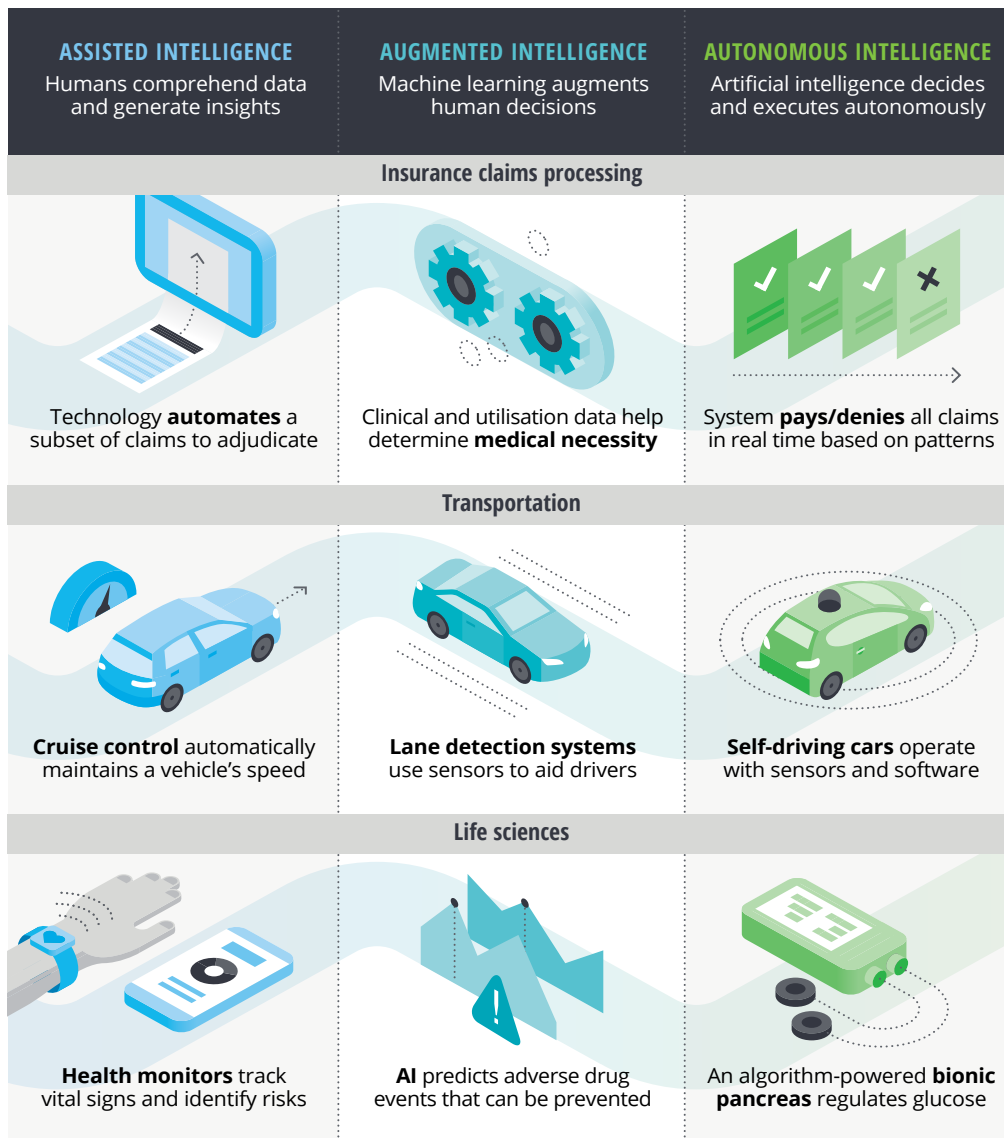 ASSISTED INTELLIGENCE
Humans comprehend data
and generate insights
AUGMENTED INTELLIGENCE
Machine learning augments
human decisions
AUTONOMOUS INTELLIGENCE
Artificial intelligence decides
and executes autonomously
Insurance claims processing
Technology automates a
subset of claims to adjudicate
Clinical and utilisation data help
determine medical necessity
System pays/denies all claims
in real time based on patterns
Transportation
Cruise control automatically
maintains a vehicle’s speed
Lane detection systems
use sensors to aid drivers
Self-driving cars operate
with sensors and software
Life sciences
Health monitors track
vital signs and identify risks
AI predicts adverse drug
events that can be prevented
An algorithm-powered bionic
pancreas regulates glucose